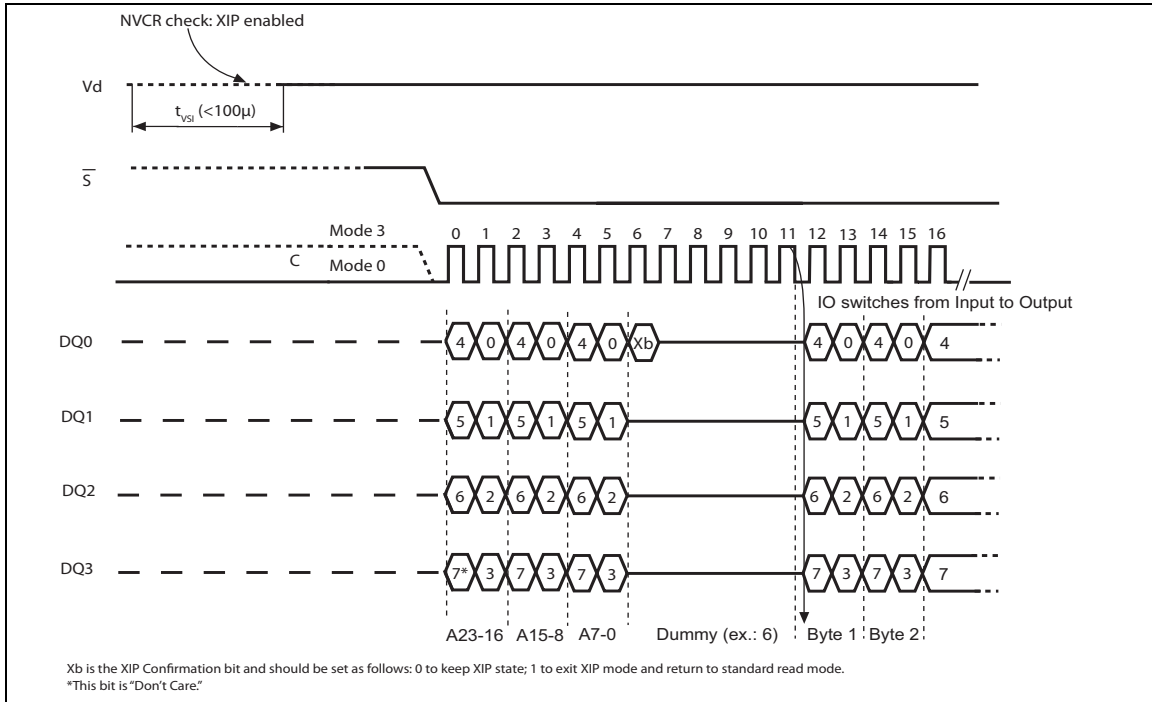 NVCR check: XIP enabled
Vd
tVSI (<100μ)
S
Mode 3
C
Mode 0
0 1 2 3 4 5 6 7 8 9 10 11 12 13 14 15 16
IO switches from Input to Output
DQ0 4 0 4 0 4 0 Xb 4 0 4 0 4
DQ1 5 1 5 1 5 1 5 1 5 1 5
DQ2 6 2 6 2 6 2 6 2 6 2 6
DQ3 7* 3 7 3 7 3 7 3 7 3 7
A23-16 A15-8 A7-0 Dummy (ex.: 6) Byte 1 Byte 2
Xb is the XIP Confirmation bit and should be set as follows: 0 to keep XIP state; 1 to exit XIP mode and return to standard read mode.
*This bit is “Don’t Care.”